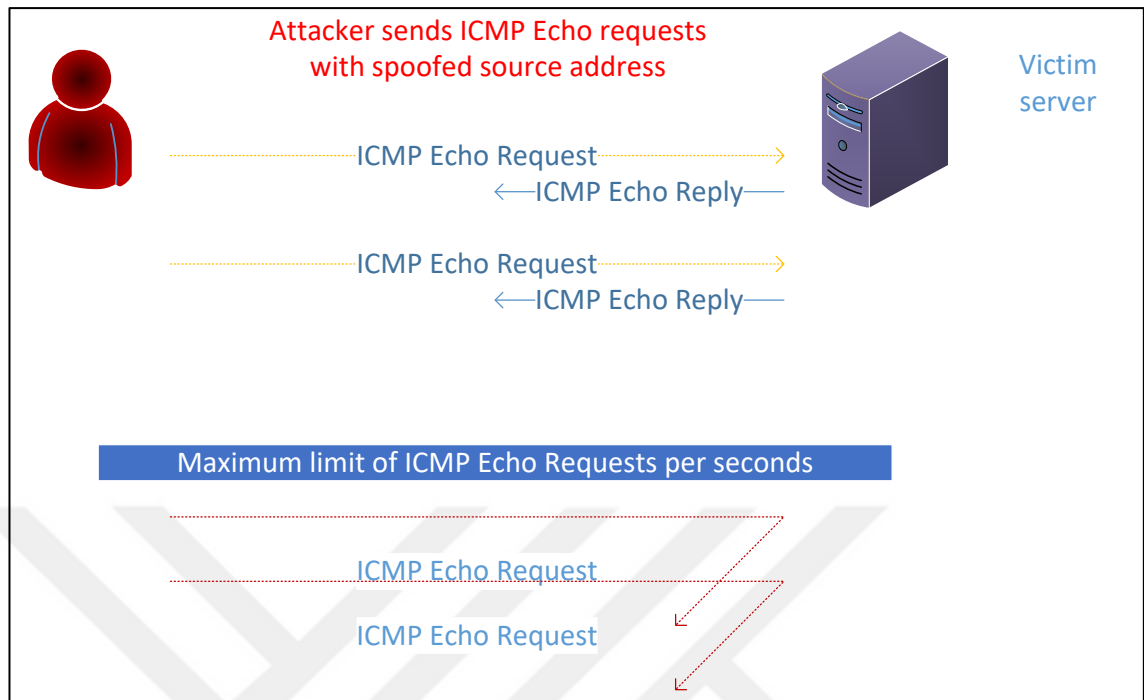 Attacker sends ICMP Echo requests
with spoofed source address
Victim
server
ICMP Echo Request
ICMP Echo Reply
ICMP Echo Request
ICMP Echo Reply
Maximum limit of ICMP Echo Requests per seconds
ICMP Echo Request
ICMP Echo Request